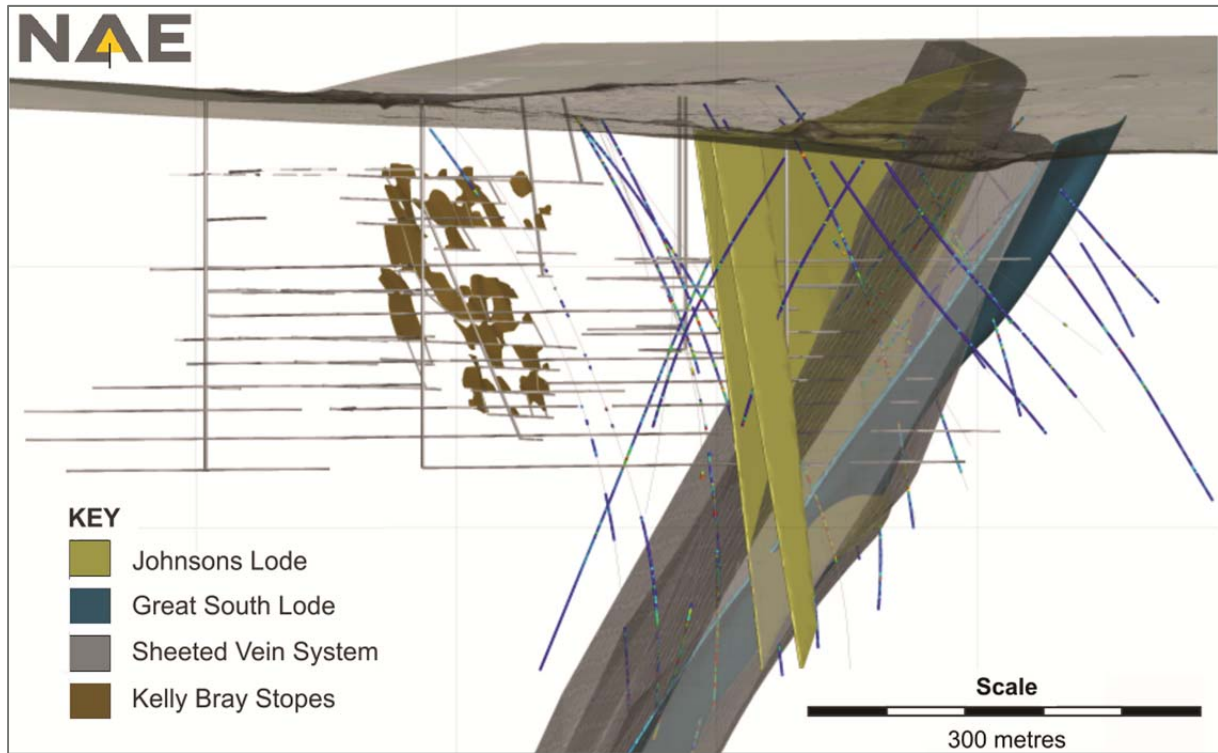 NAE
KEY
Johnsons Lode
Great South Lode
Sheeted Vein System
Kelly Bray Stopes
Scale
300 metres